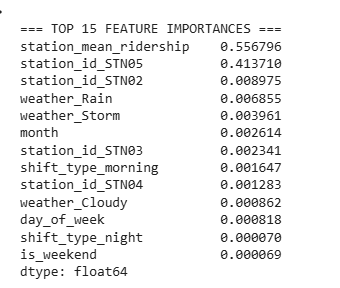 === TOP 15 FEATURE IMPORTANCES ===
station_mean_ridership    0.556796
station_id_STN05          0.413710
station_id_STN02          0.008975
weather_Rain              0.006855
weather_Storm             0.003961
month                     0.002614
station_id_STN03          0.002341
shift_type_morning        0.001647
station_id_STN04          0.001283
weather_Cloudy            0.000862
day_of_week               0.000818
shift_type_night          0.000070
is_weekend                0.000069
dtype: float64